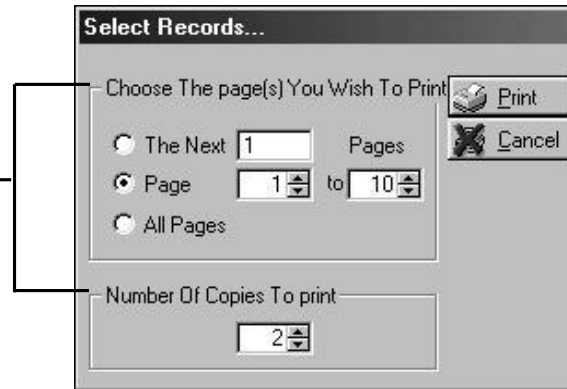 Select Records...
Choose The page(s) You Wish To Print
Print
Cancel
The Next 1 Pages
Page 1 to 10
All Pages
Number Of Copies To print
2